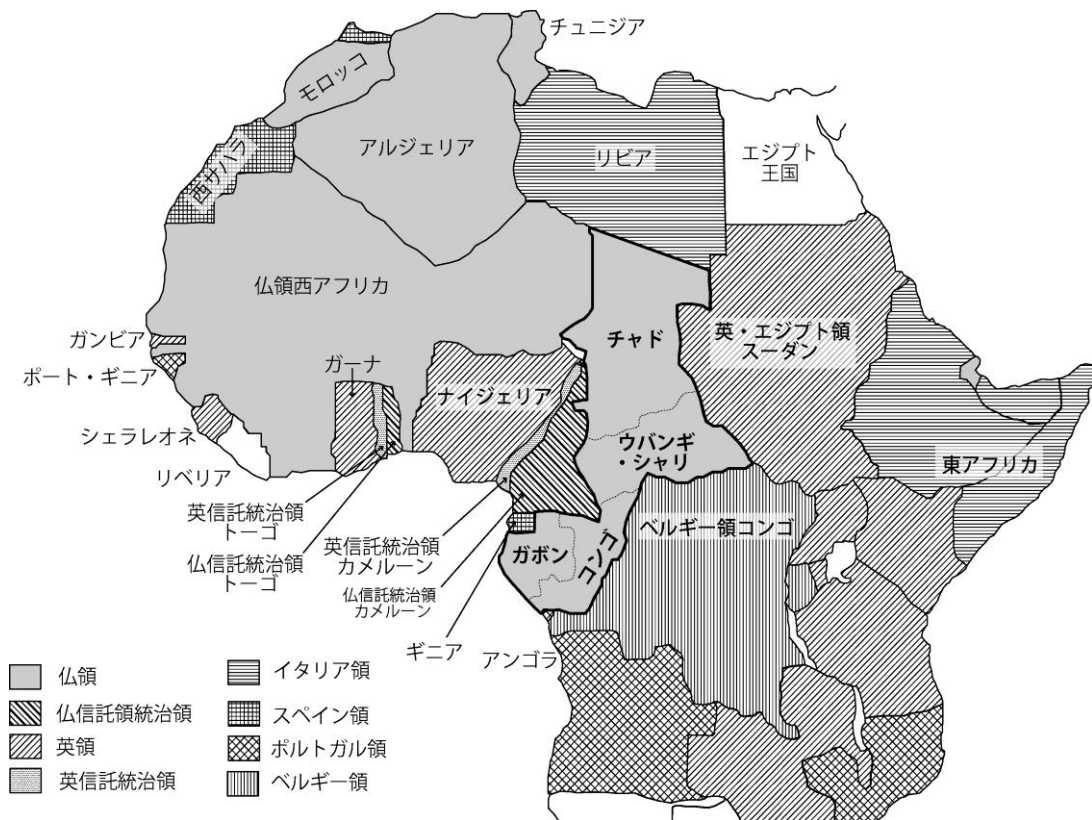 チュニジア
モロッコ
アルジェリア
リビア
エジプト
王国
西サハラ
仏領西アフリカ
チャド
英・エジプト領
スーダン
ガンビア
ポート・ギニア
ガーナ
ナイジェリア
シェラレオネ
リベリア
ウバンギ
・シャリ
東アフリカ
英信託統治領
トーゴ
仏信託統治領
トーゴ
英信託統治領
カメルーン
仏信託統治領
カメルーン
ベルギー領コンゴ
ガボン
コンゴ
ギニア
アンゴラ
仏領
仏信託領統治領
英領
英信託統治領
イタリア領
スペイン領
ポルトガル領
ベルギー領